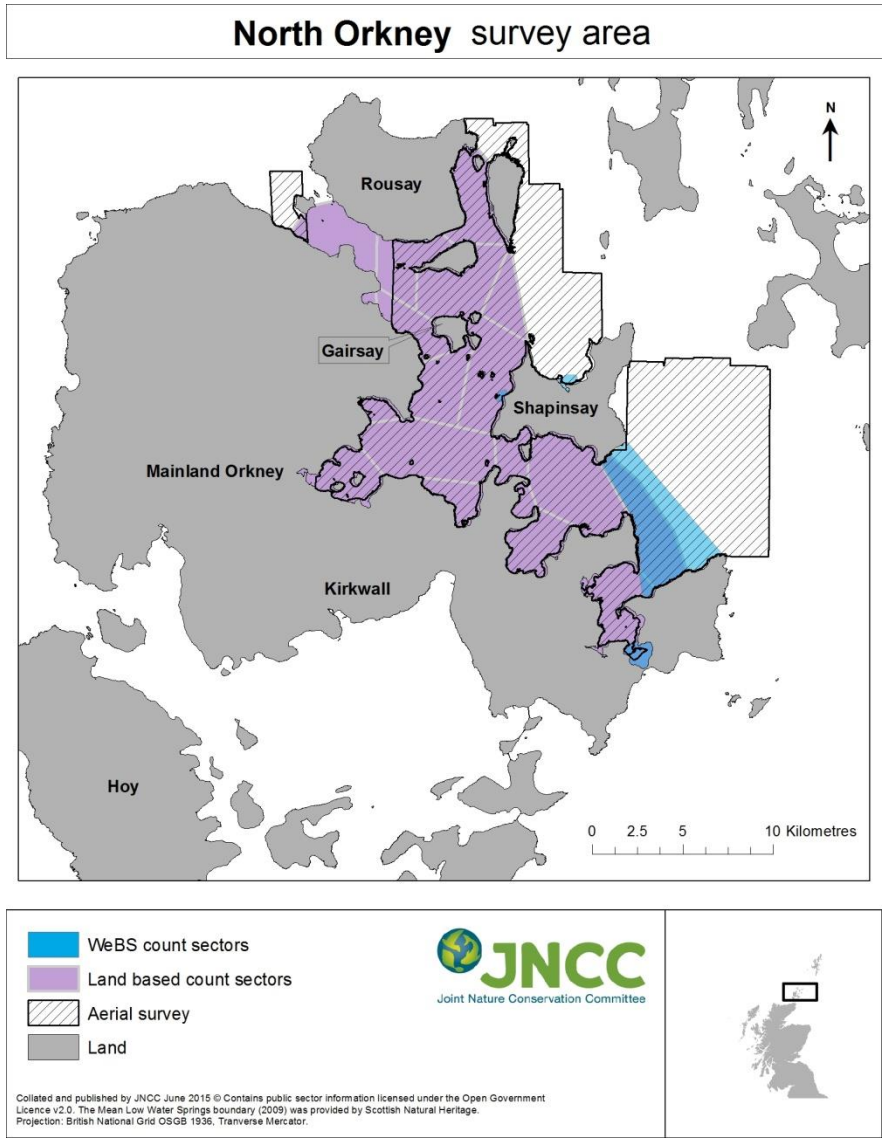 North Orkney survey area
N
Rousay
Gairsay
Shapinsay
Mainland Orkney
Kirkwall
Hoy
0 2.5 5 10 Kilometres
WeBS count sectors
Land based count sectors
Aerial survey
Land
JNCC
Joint Nature Conservation Committee
Collated and published by JNCC June 2015 © Contains public sector information licensed under the Open Government
Licence v2.0. The Mean Low Water Springs boundary (2009) was provided by Scottish Natural Heritage.
Projection: British National Grid OSGB 1936, Tranverse Mercator.